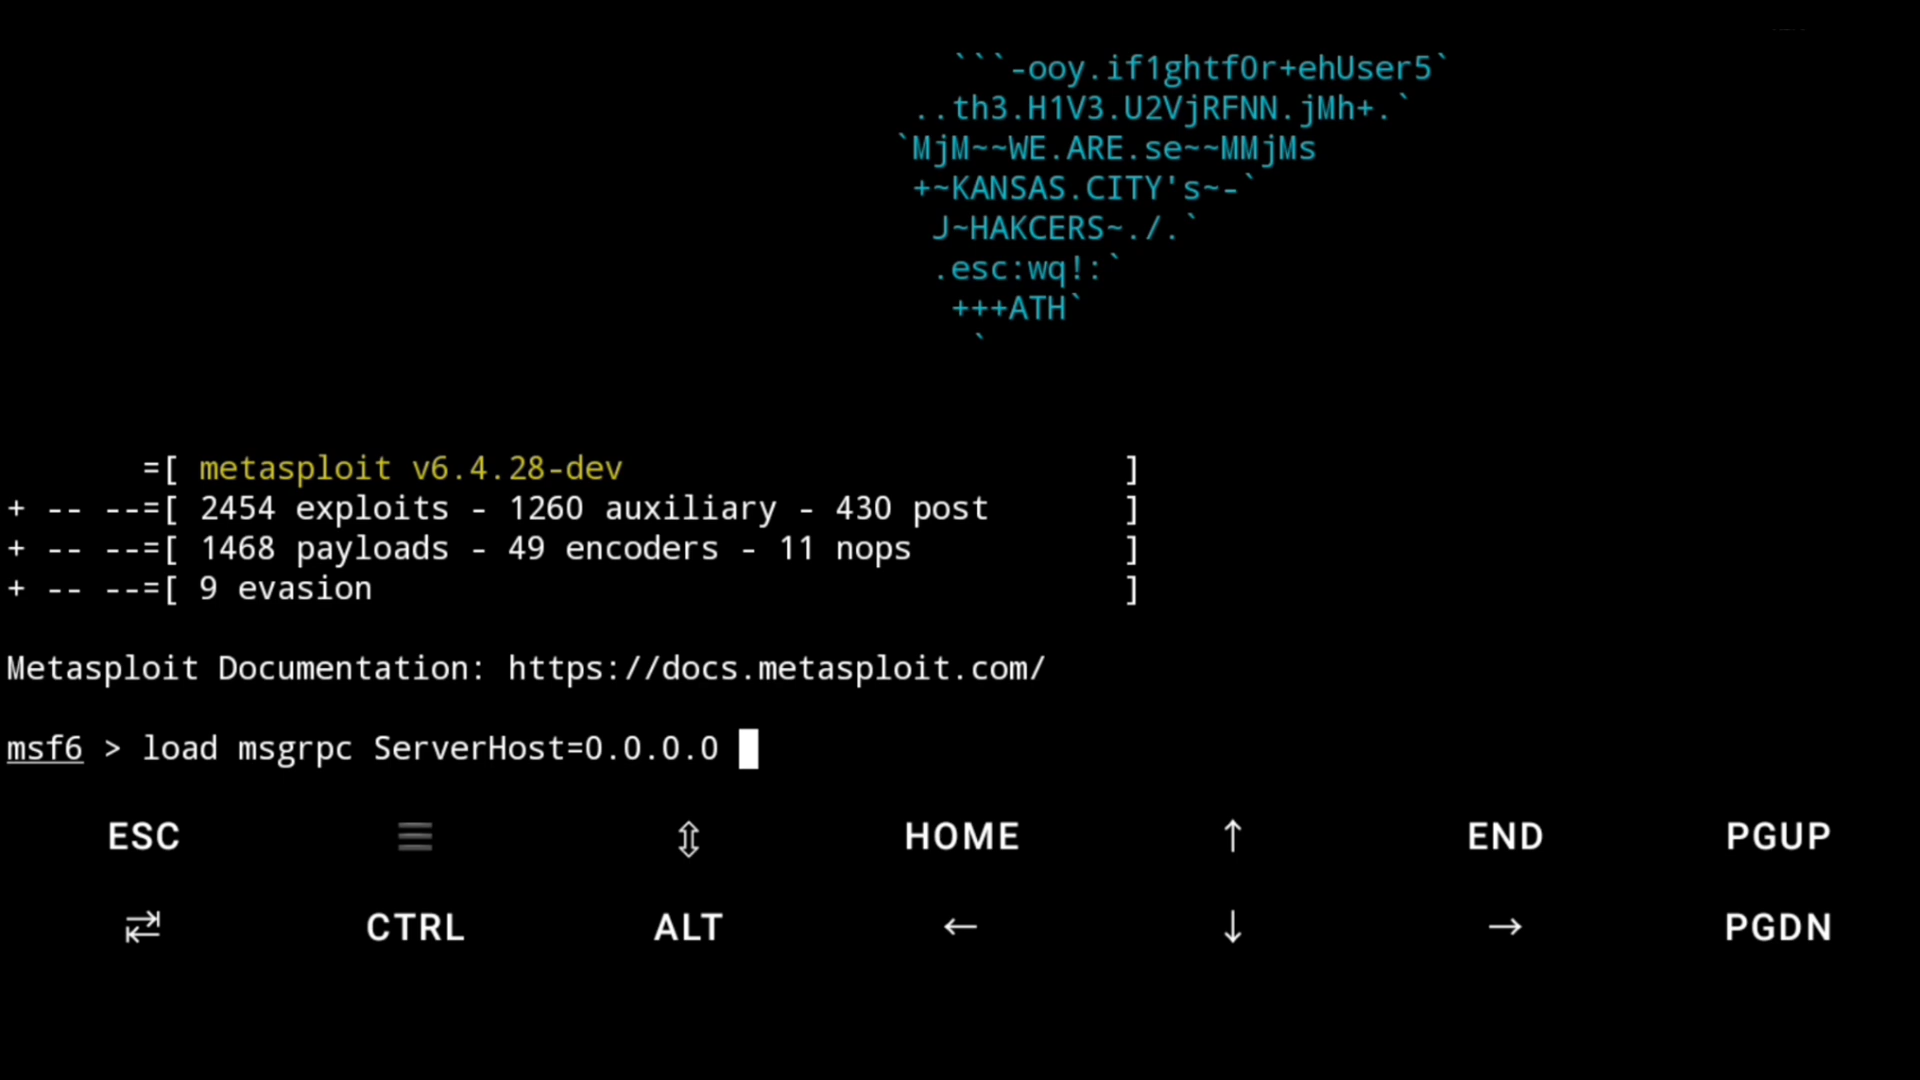 ```-ooy.if1ghtf0r+ehUser5`
..th3.H1V3.U2VjRFNN.jMh+.`
`MjM~~WE.ARE.se~~MMjMs
+~KANSAS.CITY's~-`
J~HAKCERS~./.`
.esc:wq!:`
+++ATH`
`
=[ metasploit v6.4.28-dev ]
+ -- --=[ 2454 exploits - 1260 auxiliary - 430 post ]
+ -- --=[ 1468 payloads - 49 encoders - 11 nops ]
+ -- --=[ 9 evasion ]
Metasploit Documentation: https://docs.metasploit.com/
msf6 > load msgrpc ServerHost=0.0.0.0
ESC ☰ ⇳ HOME ↑ END PGUP
⇄ CTRL ALT ← ↓ → PGDN